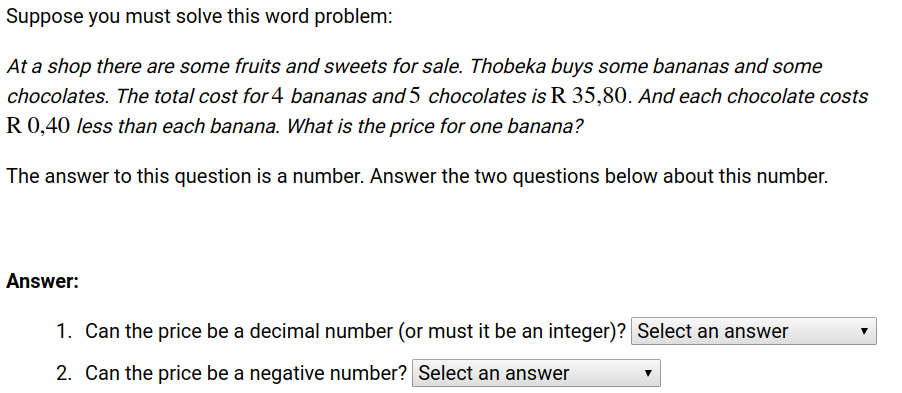 Suppose you must solve this word problem:
At a shop there are some fruits and sweets for sale. Thobeka buys some bananas and some
chocolates. The total cost for 4 bananas and 5 chocolates is R 35,80. And each chocolate costs
R 0,40 less than each banana. What is the price for one banana?
The answer to this question is a number. Answer the two questions below about this number.
Answer:
1. Can the price be a decimal number (or must it be an integer)? Select an answer
2. Can the price be a negative number? Select an answer